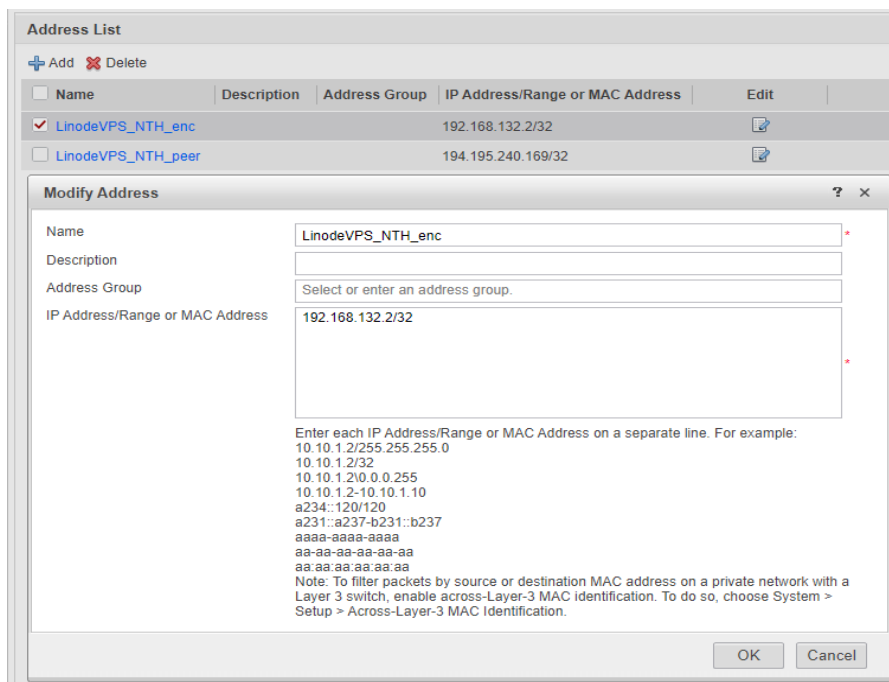 Address List
Add Delete
Name Description Address Group IP Address/Range or MAC Address Edit
LinodeVPS_NTH_enc 192.168.132.2/32
LinodeVPS_NTH_peer 194.195.240.169/32
Modify Address ? ×
Name LinodeVPS_NTH_enc *
Description
Address Group Select or enter an address group.
IP Address/Range or MAC Address 192.168.132.2/32
*
Enter each IP Address/Range or MAC Address on a separate line. For example:
10.10.1.2/255.255.255.0
10.10.1.2/32
10.10.1.2\0.0.0.255
10.10.1.2-10.10.1.10
a234::120/120
a231::a237-b231::b237
aaaa-aaaa-aaaa
aa-aa-aa-aa-aa-aa
aa:aa:aa:aa:aa:aa
Note: To filter packets by source or destination MAC address on a private network with a
Layer 3 switch, enable across-Layer-3 MAC identification. To do so, choose System >
Setup > Across-Layer-3 MAC Identification.
OK Cancel